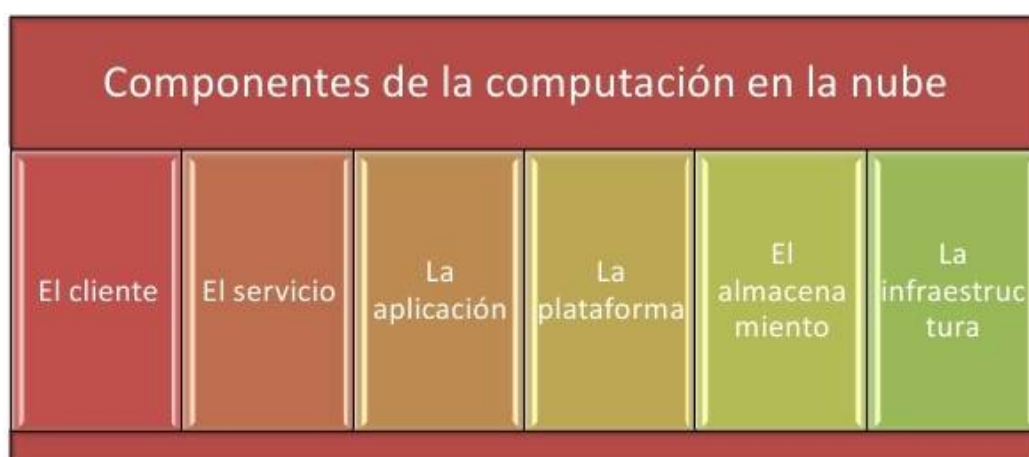 Componentes de la computación en la nube
El cliente
El servicio
La
aplicación
La
plataforma
El
almacena
miento
La
infraestruc
tura